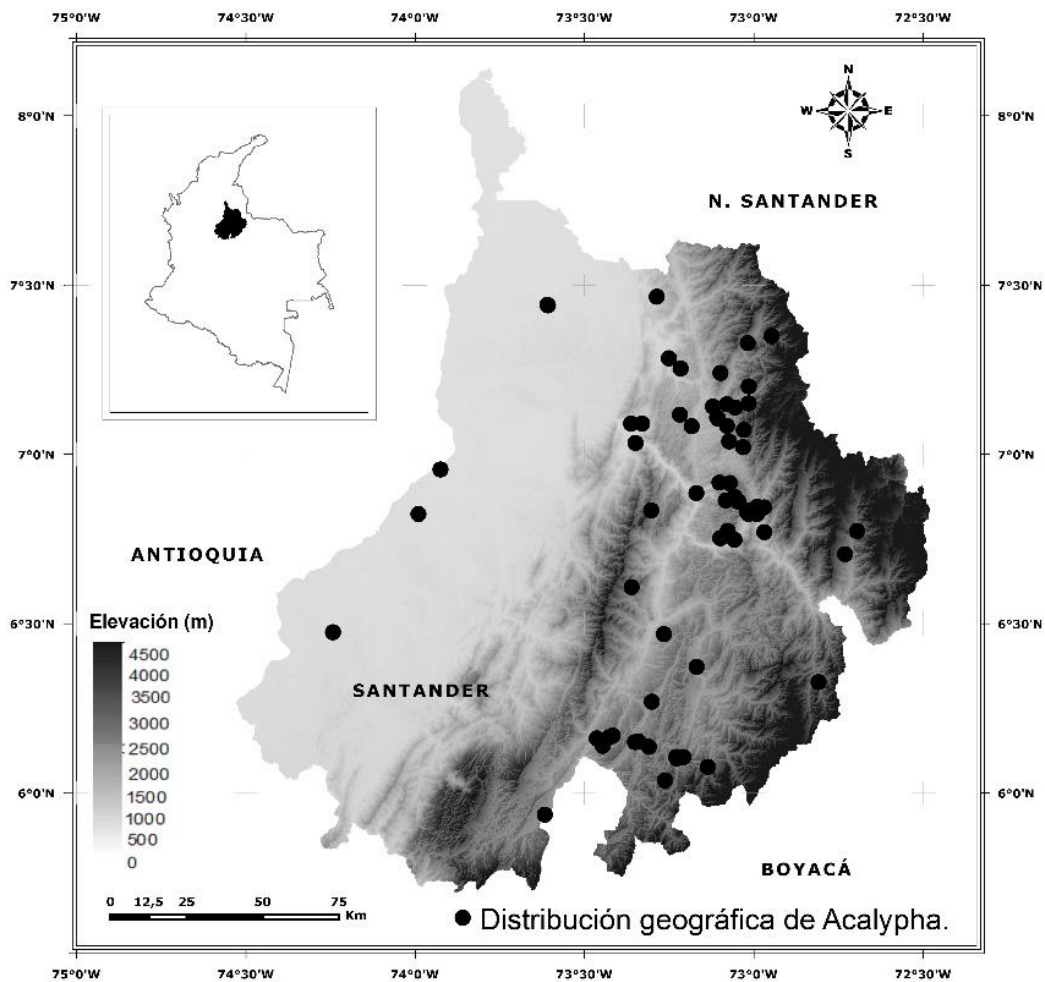 75°0'W 74°30'W 74°0'W 73°30'W 73°0'W 72°30'W
N
W E
S
8°0'N 8°0'N
N. SANTANDER
7°30'N 7°30'N
7°0'N 7°0'N
ANTIOQUIA
6°30'N 6°30'N
Elevación (m)
4500
4000
3500
3000
2500
2000
1500
1000
500
0
SANTANDER
6°0'N 6°0'N
BOYACÁ
0 12,5 25 50 75
Km
Distribución geográfica de Acalypha.
75°0'W 74°30'W 74°0'W 73°30'W 73°0'W 72°30'W